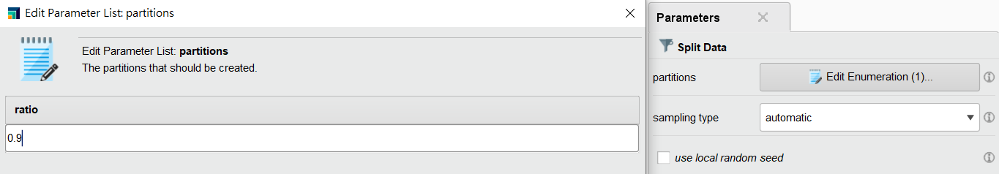 Edit Parameter List: partitions
Edit Parameter List: partitions
The partitions that should be created.
ratio
0.9
Parameters
Split Data
partitions
Edit Enumeration (1)...
sampling type
automatic
use local random seed